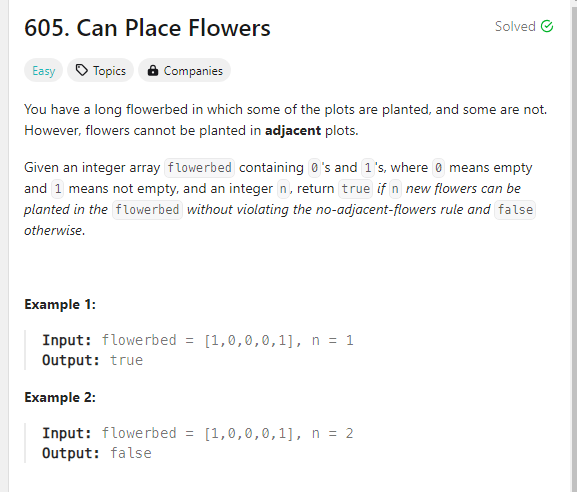 605. Can Place Flowers
Solved
Easy
Topics
Companies
You have a long flowerbed in which some of the plots are planted, and some are not.
However, flowers cannot be planted in adjacent plots.
Given an integer array flowerbed containing 0's and 1's, where 0 means empty
and 1 means not empty, and an integer n, return true if n new flowers can be
planted in the flowerbed without violating the no-adjacent-flowers rule and false
otherwise.
Example 1:
Input: flowerbed = [1,0,0,0,1], n = 1
Output: true
Example 2:
Input: flowerbed = [1,0,0,0,1], n = 2
Output: false